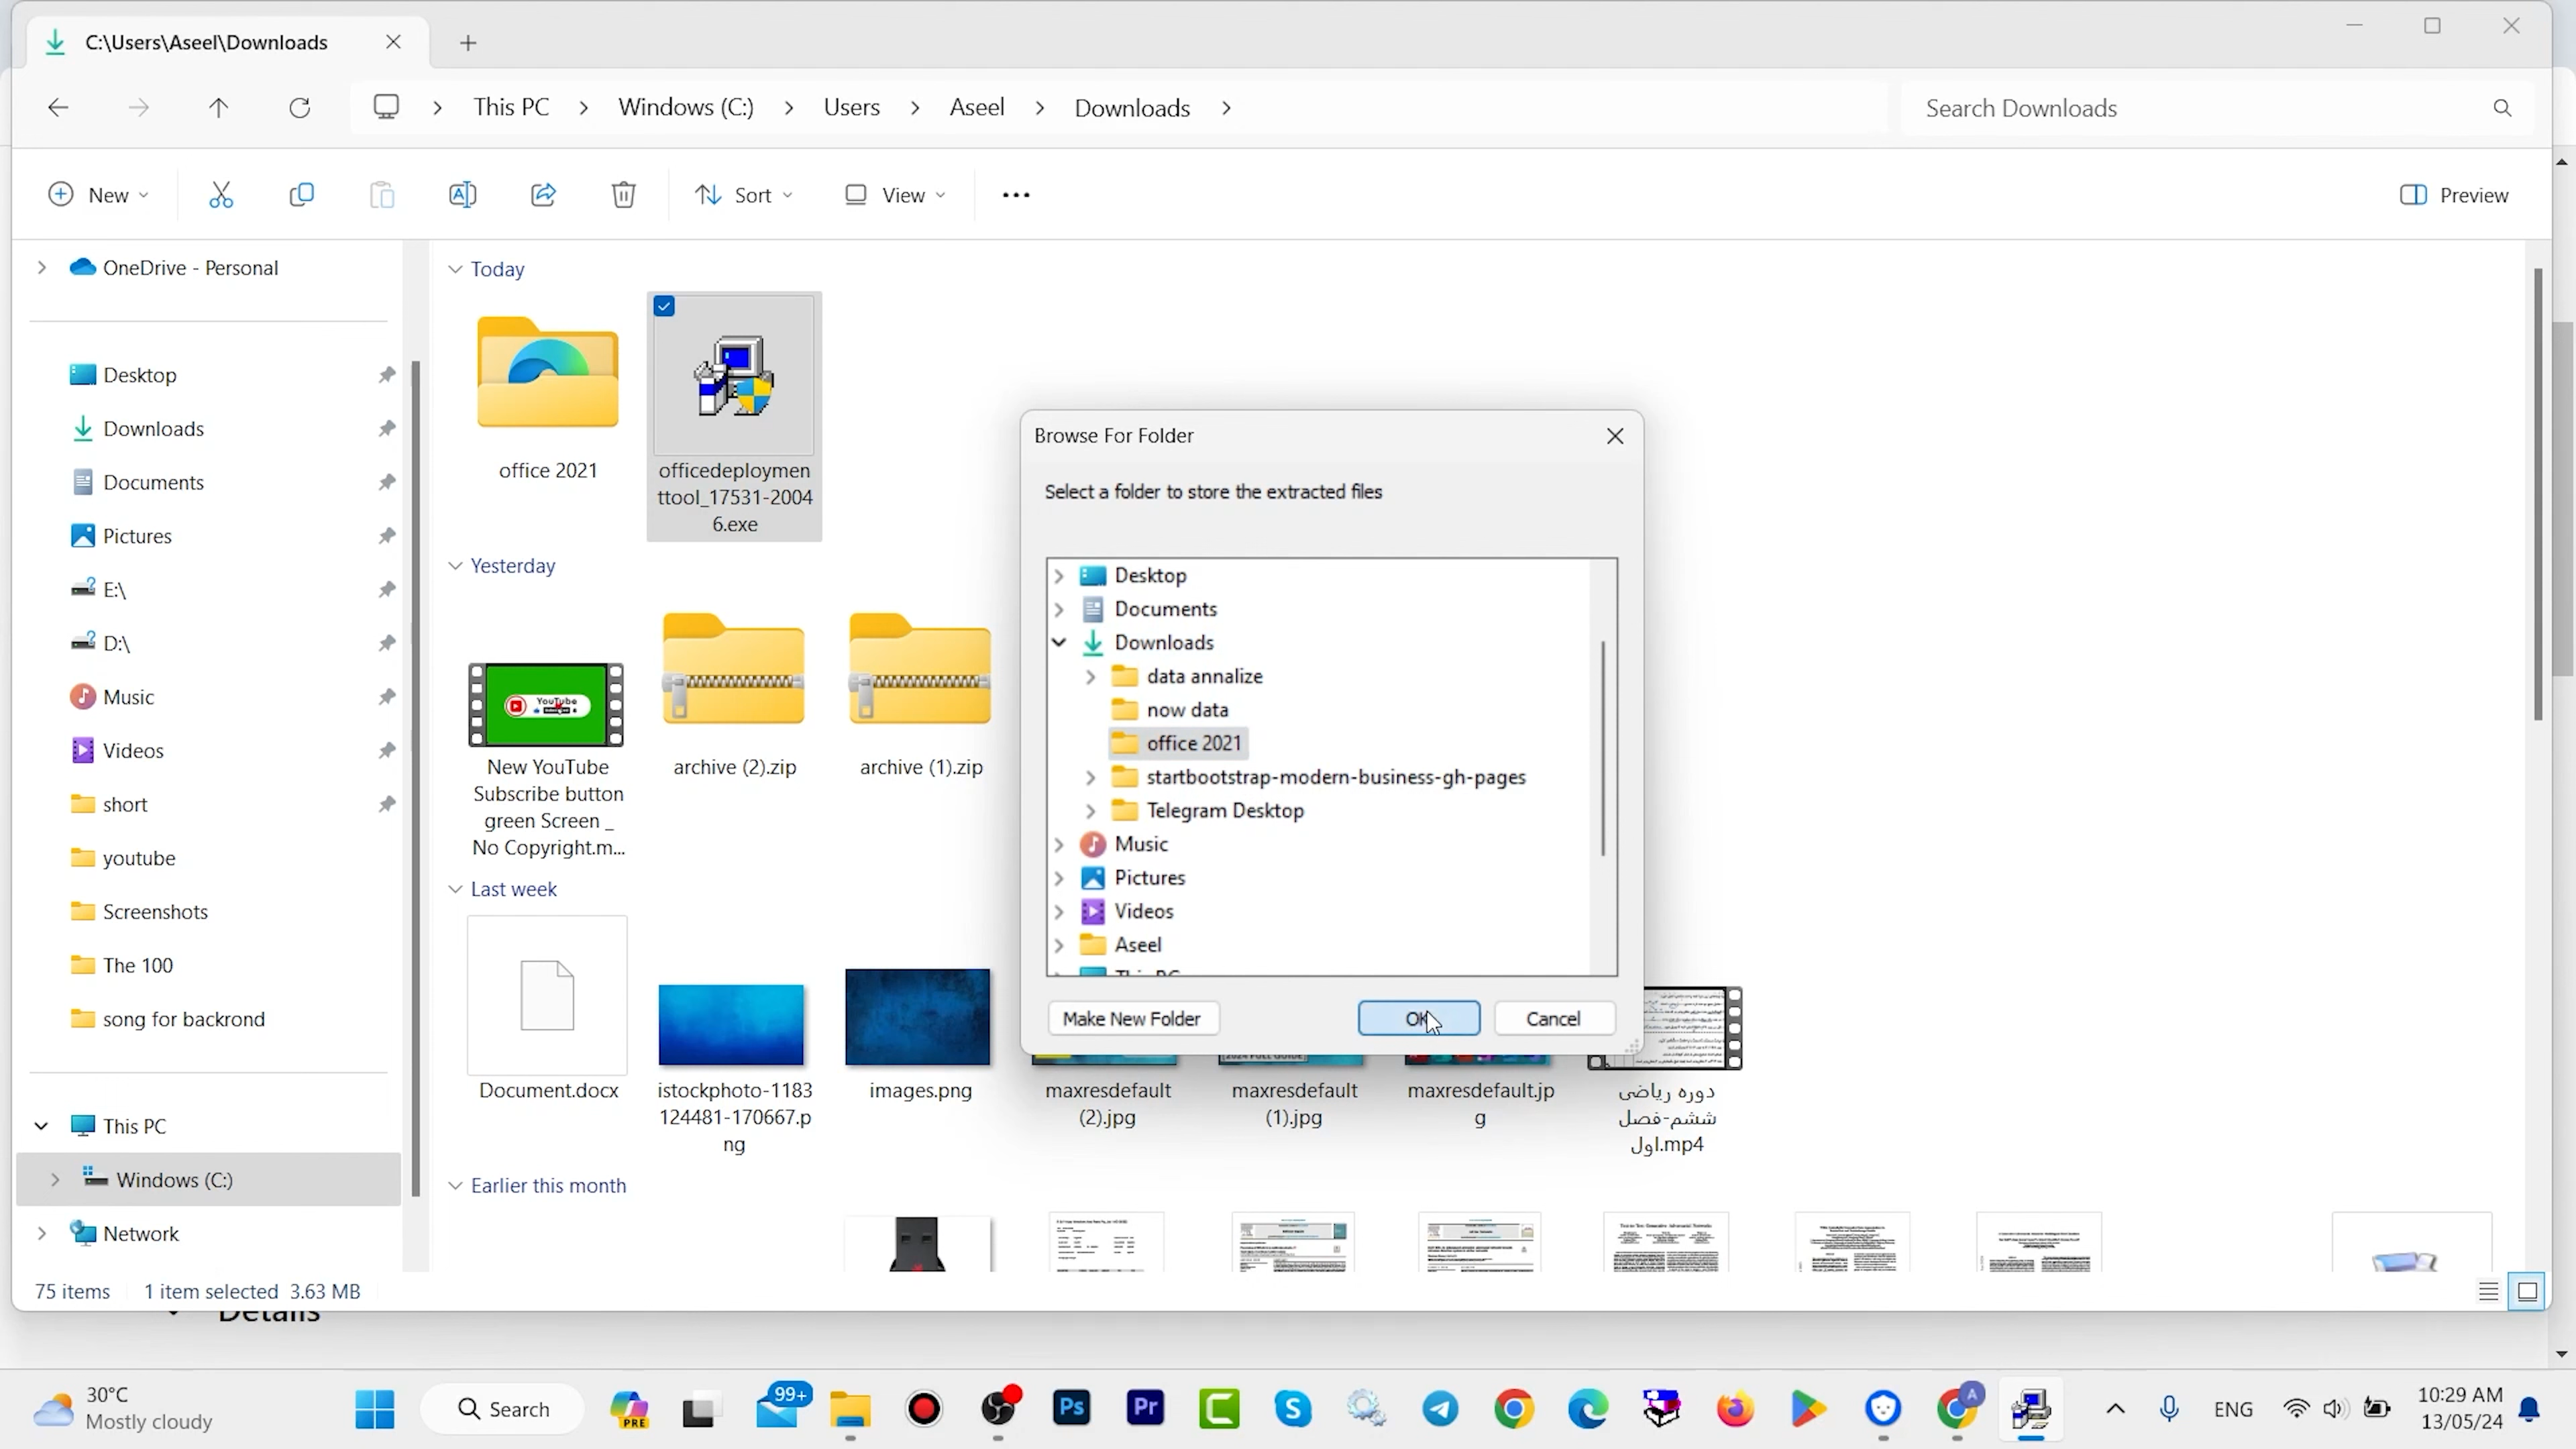 C:\Users\Aseel\Downloads
This PC
Windows (C:)
Users
Aseel
Downloads
Search Downloads
New
Sort
View
Preview
OneDrive - Personal
Desktop
Downloads
Documents
Pictures
E:\
D:\
Music
Videos
short
youtube
Screenshots
The 100
song for backrond
This PC
Windows (C:)
Network
Today
office 2021
officedeploymen
ttool_17531-2004
6.exe
Yesterday
YouTube
New YouTube
Subscribe button
green Screen _
No Copyright.m...
archive (2).zip
archive (1).zip
Last week
Document.docx
istockphoto-1183
124481-170667.p
ng
images.png
maxresdefault
(2).jpg
maxresdefault
(1).jpg
maxresdefault.jp
g
دوره ریاضی
ششم-فصل
اول.mp4
Earlier this month
Browse For Folder
Select a folder to store the extracted files
Desktop
Documents
Downloads
data annalize
now data
office 2021
startbootstrap-modern-business-gh-pages
Telegram Desktop
Music
Pictures
Videos
Aseel
This PC
Make New Folder
OK
Cancel
75 items
1 item selected 3.63 MB
Details
30°C
Mostly cloudy
Search
PRE
99+
Ps
Pr
A
ENG
10:29 AM
13/05/24